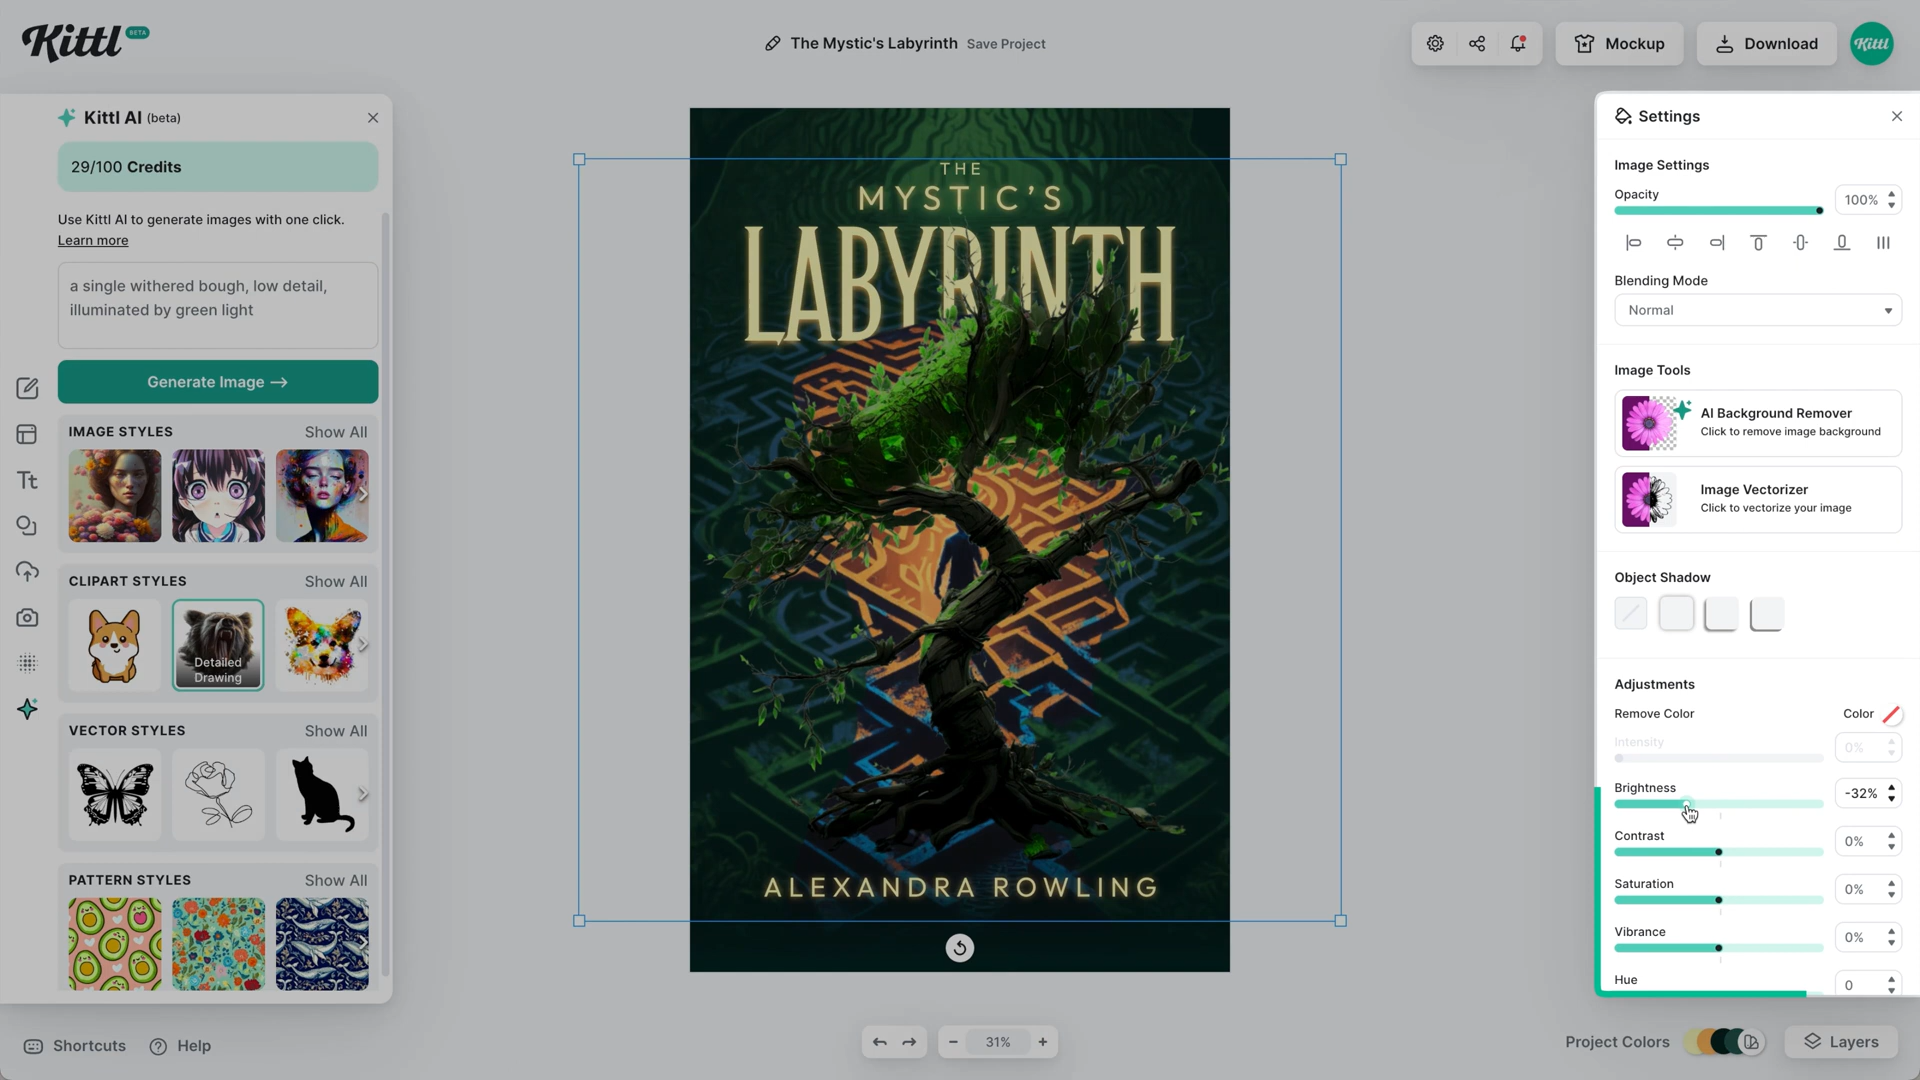 Kittl BETA
The Mystic's Labyrinth Save Project
Mockup
Download
Kittl
Kittl AI (beta)
29/100 Credits
Use Kittl AI to generate images with one click.
Learn more
a single withered bough, low detail,
illuminated by green light
Generate Image →
IMAGE STYLES Show All
CLIPART STYLES Show All
Detailed
Drawing
VECTOR STYLES Show All
PATTERN STYLES Show All
Tt
Shortcuts
Help
THE
MYSTIC'S
LABYRINTH
ALEXANDRA ROWLING
31%
Settings
Image Settings
Opacity
100%
Blending Mode
Normal
Image Tools
AI Background Remover
Click to remove image background
Image Vectorizer
Click to vectorize your image
Object Shadow
Adjustments
Remove Color Color
Intensity
0%
Brightness
-32%
Contrast
0%
Saturation
0%
Vibrance
0%
Hue
0
Project Colors
Layers